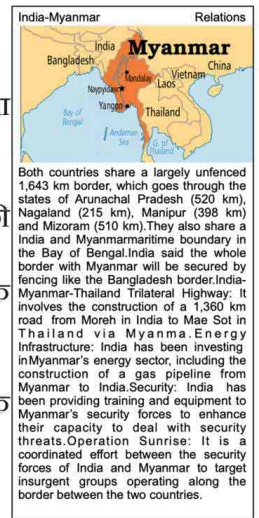 India-Myanmar Relations
Myanmar
India
Bangladesh
China
Mandalay
Vietnam
Laos
Naypyidaw
Yangon
Thailand
Bay of
Bengal
Andeman
Sea
G. of
Thailand
Both countries share a largely unfenced
1,643 km border, which goes through the
states of Arunachal Pradesh (520 km),
Nagaland (215 km), Manipur (398 km)
and Mizoram (510 km).They also share a
India and Myanmarmaritime boundary in
the Bay of Bengal.India said the whole
border with Myanmar will be secured by
fencing like the Bangladesh border.India-
Myanmar-Thailand Trilateral Highway: It
involves the construction of a 1,360 km
road from Moreh in India to Mae Sot in
Thailand via Myanma.Energy
Infrastructure: India has been investing
inMyanmar's energy sector, including the
construction of a gas pipeline from
Myanmar to India.Security: India has
been providing training and equipment to
Myanmar's security forces to enhance
their capacity to deal with security
threats.Operation Sunrise: It is a
coordinated effort between the security
forces of India and Myanmar to target
insurgent groups operating along the
border between the two countries.